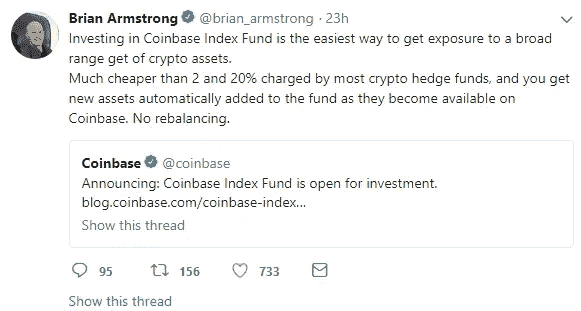 Brian Armstrong @brian_armstrong · 23h
Investing in Coinbase Index Fund is the easiest way to get exposure to a broad
range get of crypto assets.
Much cheaper than 2 and 20% charged by most crypto hedge funds, and you get
new assets automatically added to the fund as they become available on
Coinbase. No rebalancing.
Coinbase @coinbase
Announcing: Coinbase Index Fund is open for investment.
blog.coinbase.com/coinbase-index...
Show this thread
95 156 733
Show this thread